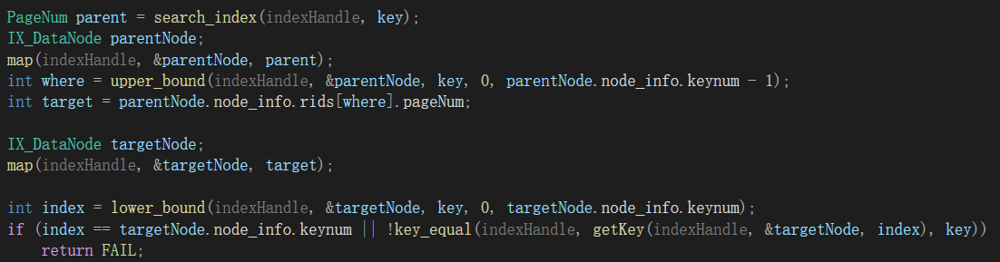 PageNum parent = search_index(indexHandle, key);
IX_DataNode parentNode;
map(indexHandle, &parentNode, parent);
int where = upper_bound(indexHandle, &parentNode, key, 0, parentNode.node_info.keynum - 1);
int target = parentNode.node_info.rids[where].pageNum;

IX_DataNode targetNode;
map(indexHandle, &targetNode, target);

int index = lower_bound(indexHandle, &targetNode, key, 0, targetNode.node_info.keynum);
if (index == targetNode.node_info.keynum || !key_equal(indexHandle, getKey(indexHandle, &targetNode, index), key))
    return FAIL;